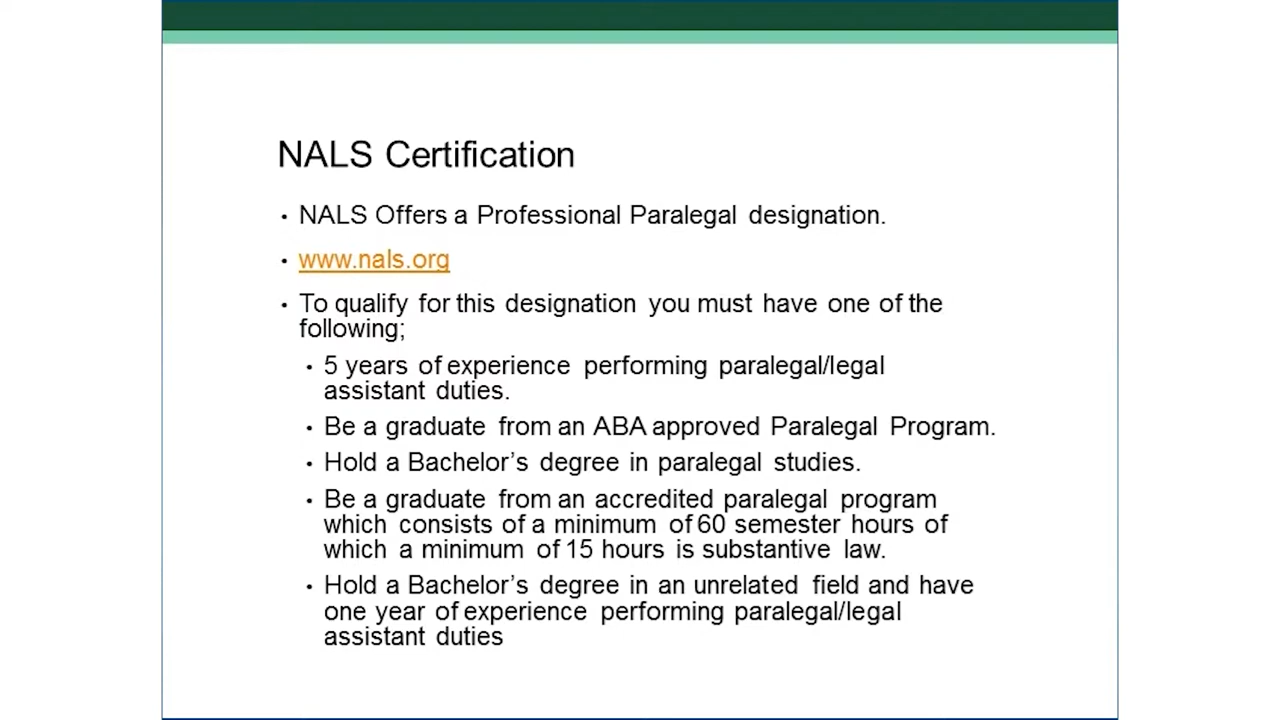 NALS Certification
• NALS Offers a Professional Paralegal designation.
• www.nals.org
• To qualify for this designation you must have one of the
following;
• 5 years of experience performing paralegal/legal
assistant duties.
• Be a graduate from an ABA approved Paralegal Program.
• Hold a Bachelor’s degree in paralegal studies.
• Be a graduate from an accredited paralegal program
which consists of a minimum of 60 semester hours of
which a minimum of 15 hours is substantive law.
• Hold a Bachelor’s degree in an unrelated field and have
one year of experience performing paralegal/legal
assistant duties